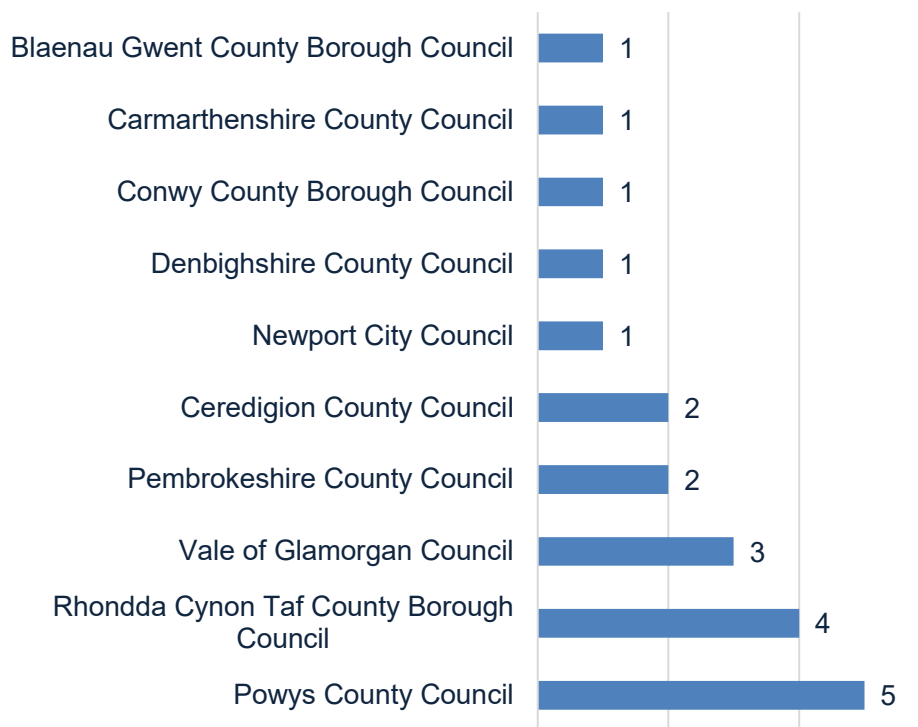 Blaenau Gwent County Borough Council 1
Carmarthenshire County Council 1
Conwy County Borough Council 1
Denbighshire County Council 1
Newport City Council 1
Ceredigion County Council 2
Pembrokeshire County Council 2
Vale of Glamorgan Council 3
Rhondda Cynon Taf County Borough
Council 4
Powys County Council 5